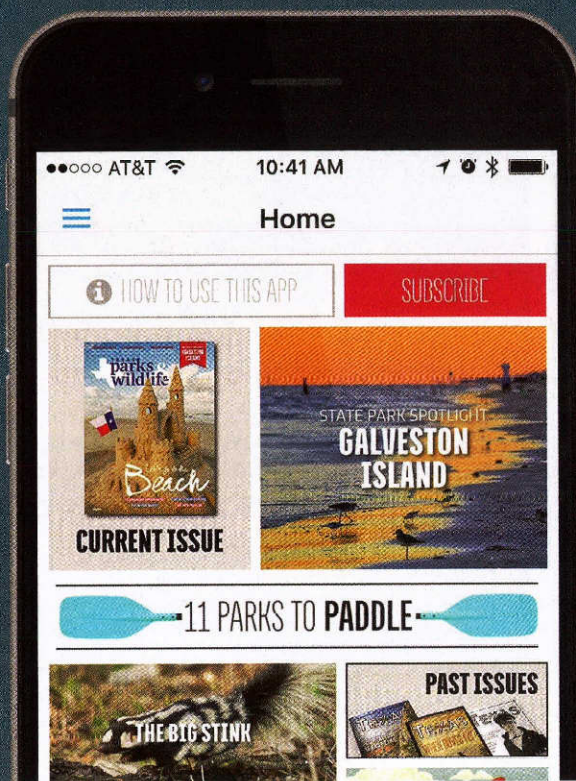 AT&T 10:41 AM
Home
HOW TO USE THIS APP
SUBSCRIBE
parks
wildlife
Beach
CURRENT ISSUE
STATE PARK SPOTLIGHT
GALVESTON
ISLAND
11 PARKS TO PADDLE
THE BIG STINK
PAST ISSUES